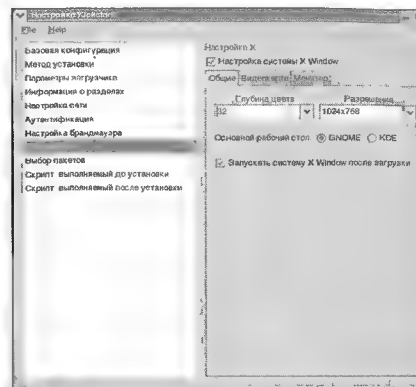 Настройка Kickstart
File Help
Базовая конфигурация
Метод установки
Параметры загрузчика
Информация о разделах
Настройка сети
Аутентификация
Настройка брандмауэра
Выбор пакетов
Скрипт выполняемый до установки
Скрипт выполняемый после установки
Настройка X
Настройка системы X Window
Общие Видеокарта Монитор
Глубина цвета Разрешение
32 1024x768
Основной рабочий стол GNOME KDE
Запускать систему X Window после загрузки